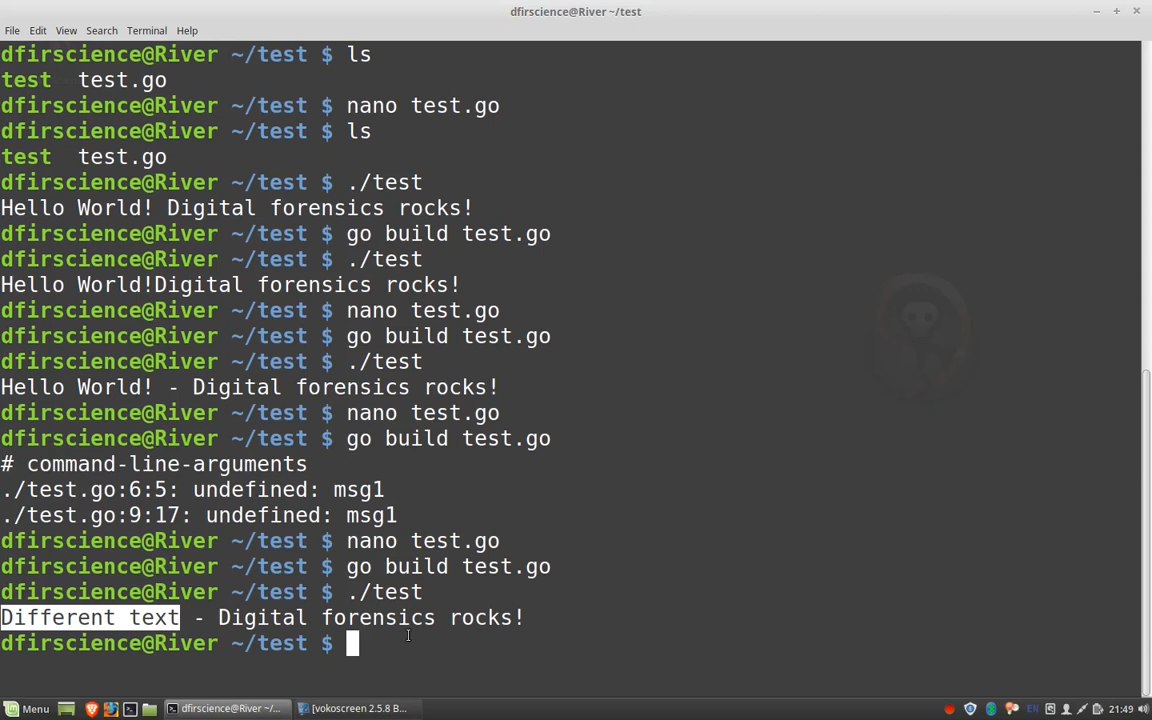 dfirscience@River ~/test
File Edit View Search Terminal Help
dfirscience@River ~/test $ ls
test  test.go
dfirscience@River ~/test $ nano test.go
dfirscience@River ~/test $ ls
test  test.go
dfirscience@River ~/test $ ./test
Hello World! Digital forensics rocks!
dfirscience@River ~/test $ go build test.go
dfirscience@River ~/test $ ./test
Hello World!Digital forensics rocks!
dfirscience@River ~/test $ nano test.go
dfirscience@River ~/test $ go build test.go
dfirscience@River ~/test $ ./test
Hello World! - Digital forensics rocks!
dfirscience@River ~/test $ nano test.go
dfirscience@River ~/test $ go build test.go
# command-line-arguments
./test.go:6:5: undefined: msg1
./test.go:9:17: undefined: msg1
dfirscience@River ~/test $ nano test.go
dfirscience@River ~/test $ go build test.go
dfirscience@River ~/test $ ./test
Different text - Digital forensics rocks!
dfirscience@River ~/test $
Menu dfirscience@River ~/... [vokoscreen 2.5.8 B... EN 21:49